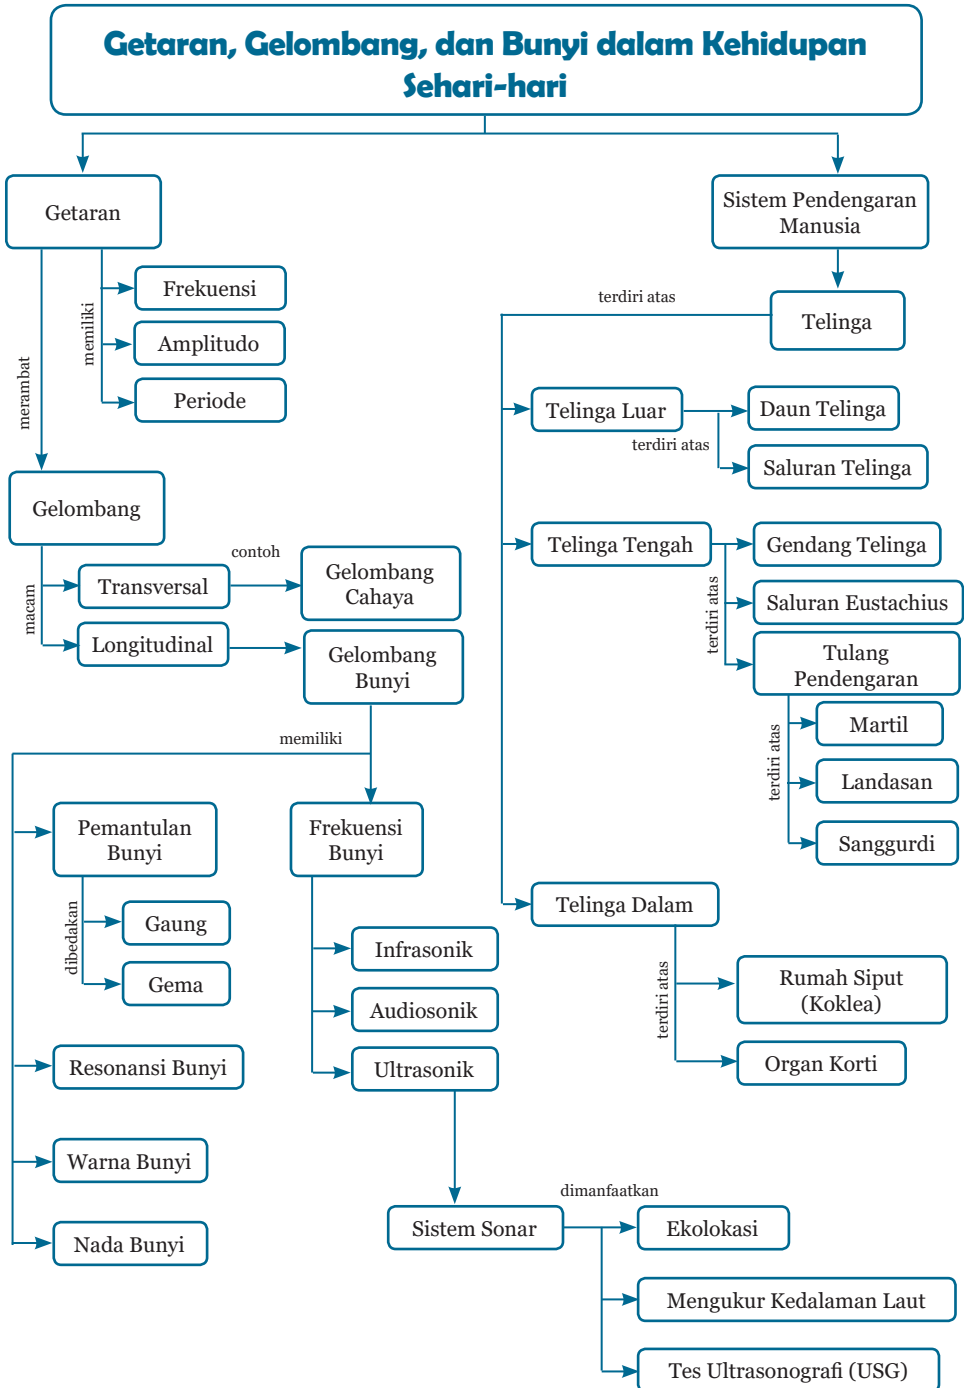 Getaran, Gelombang, dan Bunyi dalam Kehidupan
Sehari-hari
Getaran
memiliki
Frekuensi
Amplitudo
Periode
merambat
Gelombang
macam
Transversal
contoh
Gelombang
Cahaya
Longitudinal
Gelombang
Bunyi
memiliki
Pemantulan
Bunyi
dibedakan
Gaung
Gema
Resonansi Bunyi
Warna Bunyi
Nada Bunyi
Frekuensi
Bunyi
Infrasonik
Audiosonik
Ultrasonik
Sistem Sonar
dimanfaatkan
Ekolokasi
Mengukur Kedalaman Laut
Tes Ultrasonografi (USG)
Sistem Pendengaran
Manusia
Telinga
terdiri atas
Telinga Luar
terdiri atas
Daun Telinga
Saluran Telinga
Telinga Tengah
terdiri atas
Gendang Telinga
Saluran Eustachius
Tulang
Pendengaran
terdiri atas
Martil
Landasan
Sanggurdi
Telinga Dalam
terdiri atas
Rumah Siput
(Koklea)
Organ Korti